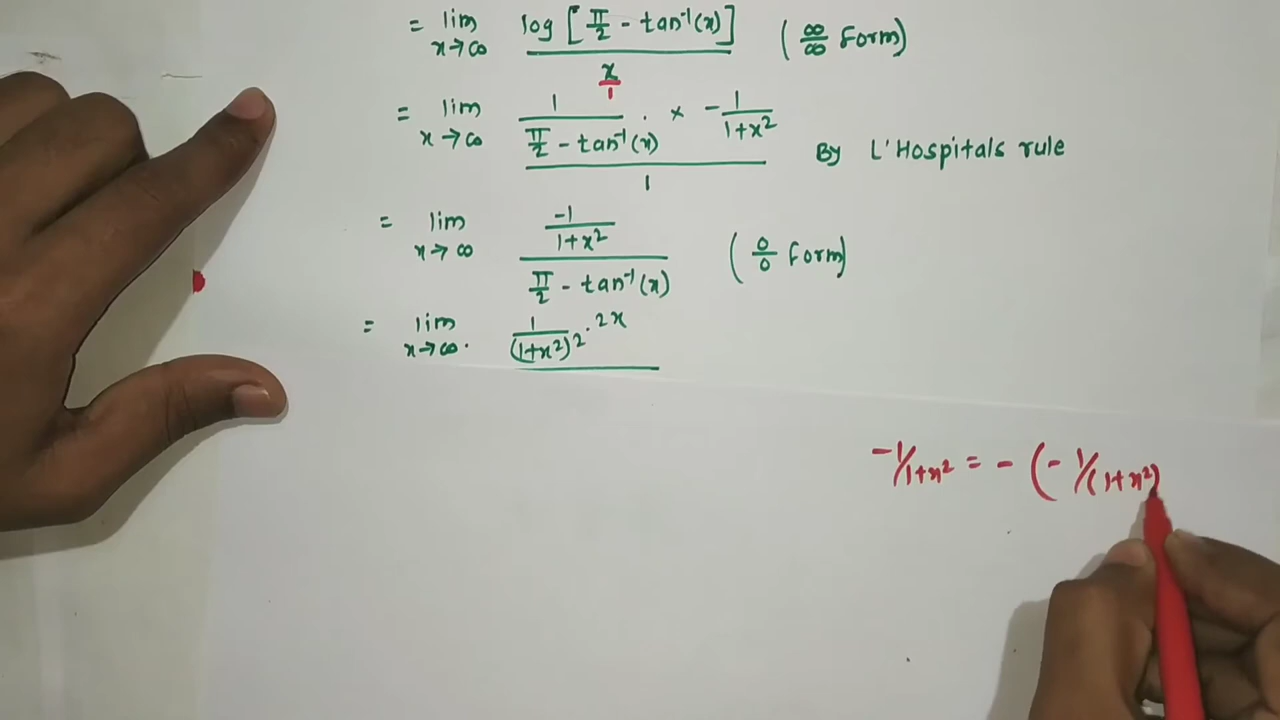 = lim x→∞ log [π/2 - tan⁻¹(x)] / (x/1) (∞/∞ form)
= lim x→∞ (1/(π/2 - tan⁻¹(x)) · × -1/(1+x²)) / 1 By L'Hospitals rule
= lim x→∞ (-1/(1+x²)) / (π/2 - tan⁻¹(x)) (0/0 form)
= lim x→∞. 1/(1+x²)² · 2x
-1/1+x² = - (-1/(1+x²)